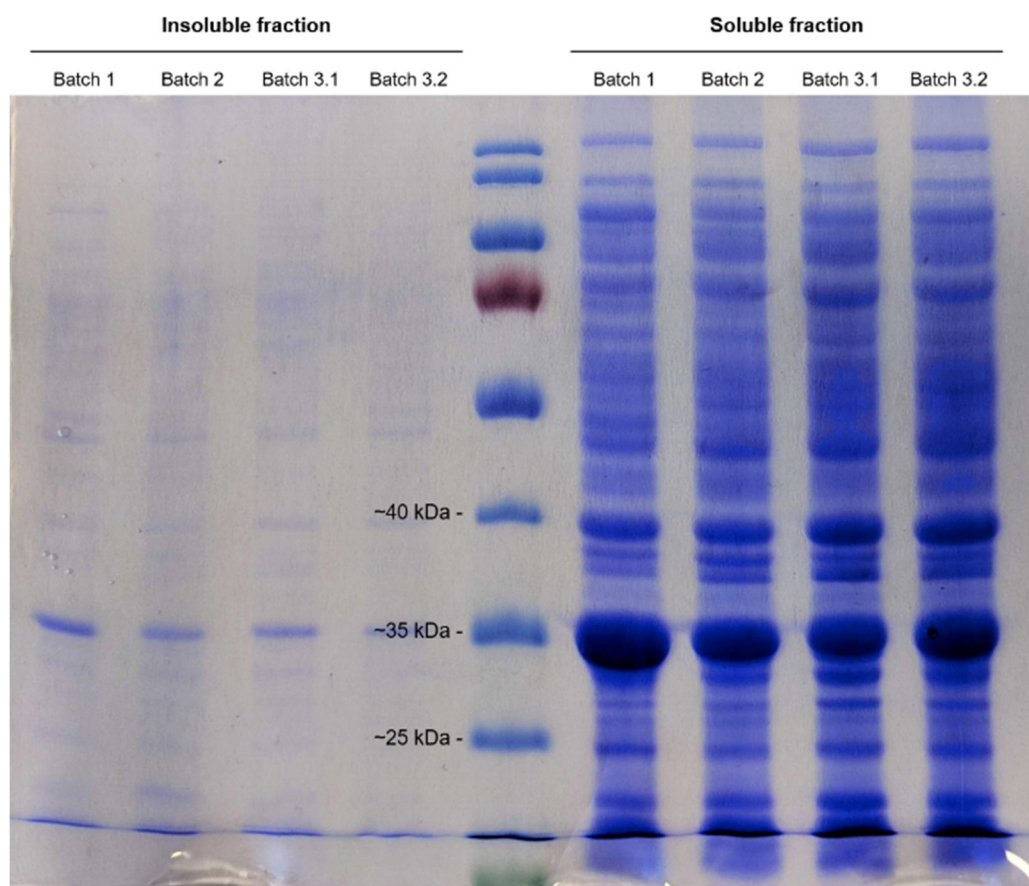 Insoluble fraction
Soluble fraction
Batch 1 Batch 2 Batch 3.1 Batch 3.2
Batch 1 Batch 2 Batch 3.1 Batch 3.2
~40 kDa -
~35 kDa -
~25 kDa -